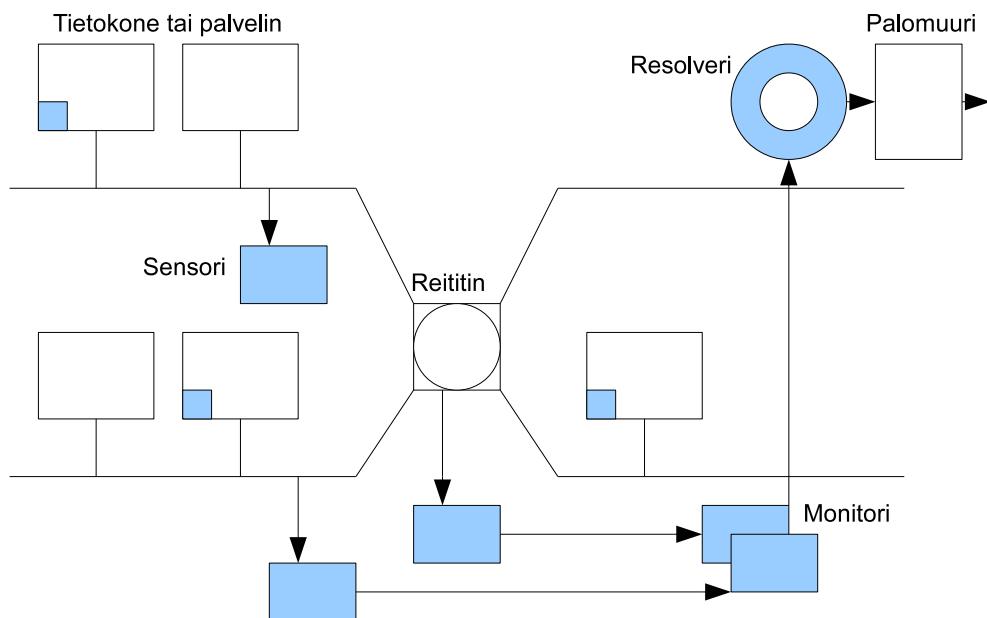 Tietokone tai palvelin
Palomuuri
Resolveri
Sensori
Reititin
Monitori